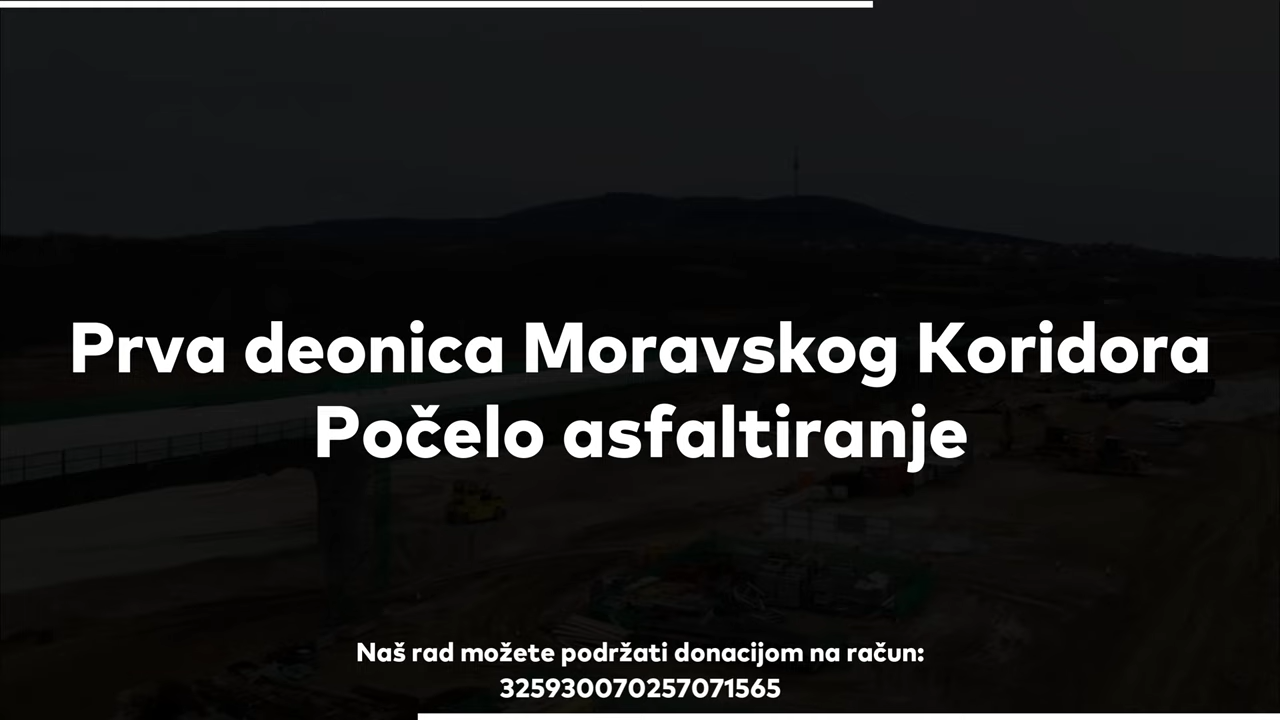 Prva deonica Moravskog Koridora
Počelo asfaltiranje
Naš rad možete podržati donacijom na račun:
325930070257071565